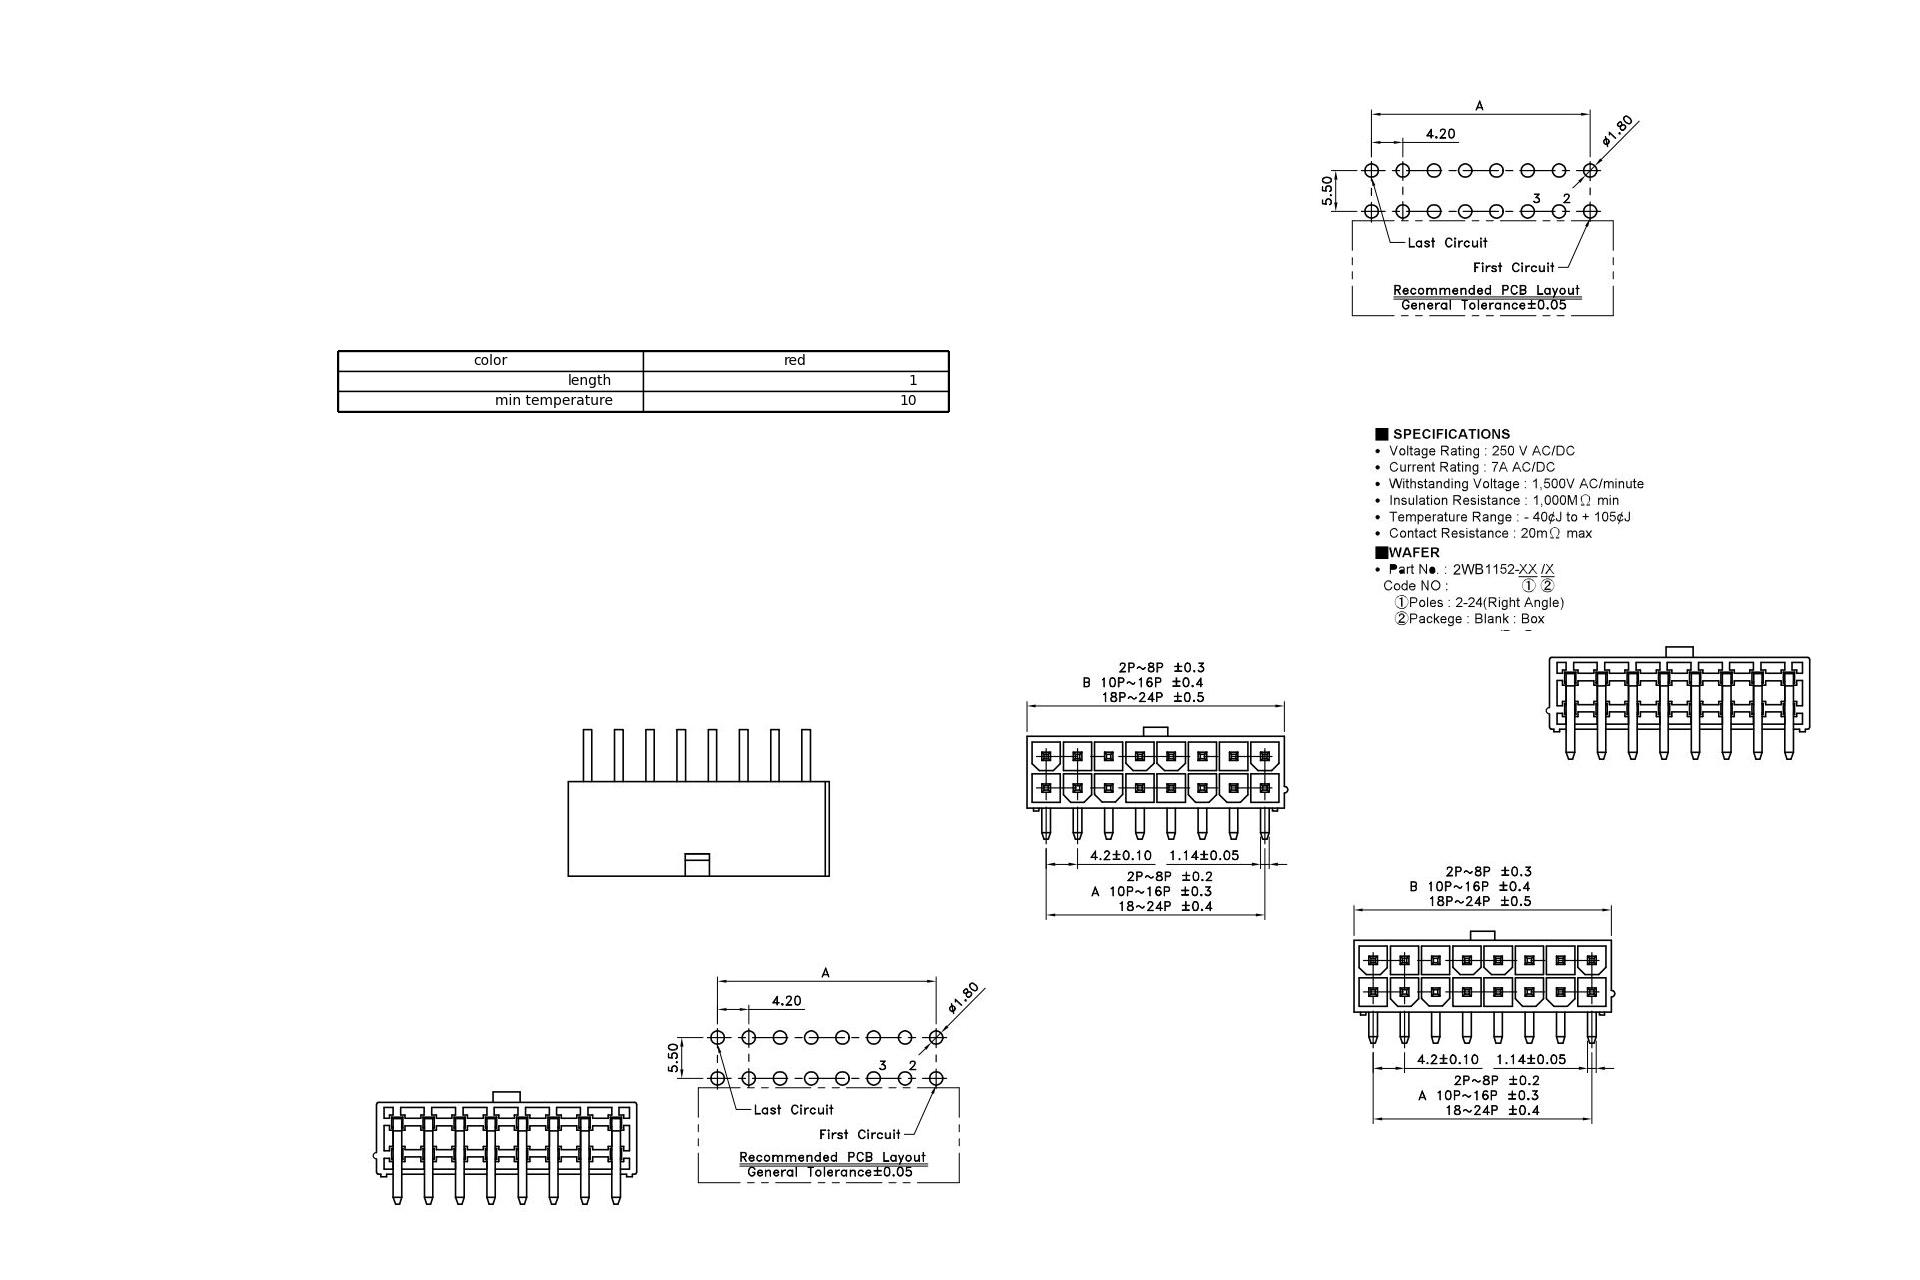 A
4.20
ø1.80
5.50
3 2
Last Circuit
First Circuit
Recommended PCB Layout
General Tolerance±0.05
color red
length 1
min temperature 10
■ SPECIFICATIONS
• Voltage Rating : 250 V AC/DC
• Current Rating : 7A AC/DC
• Withstanding Voltage : 1,500V AC/minute
• Insulation Resistance : 1,000MΩ min
• Temperature Range : - 40¢J to + 105¢J
• Contact Resistance : 20mΩ max
■WAFER
• Part No. : 2WB1152-XX /X
Code NO : ① ②
①Poles : 2-24(Right Angle)
②Packege : Blank : Box
2P~8P ±0.3
B 10P~16P ±0.4
18P~24P ±0.5
4.2±0.10 1.14±0.05
2P~8P ±0.2
A 10P~16P ±0.3
18~24P ±0.4
2P~8P ±0.3
B 10P~16P ±0.4
18P~24P ±0.5
4.2±0.10 1.14±0.05
2P~8P ±0.2
A 10P~16P ±0.3
18~24P ±0.4
A
4.20
ø1.80
5.50
3 2
Last Circuit
First Circuit
Recommended PCB Layout
General Tolerance±0.05